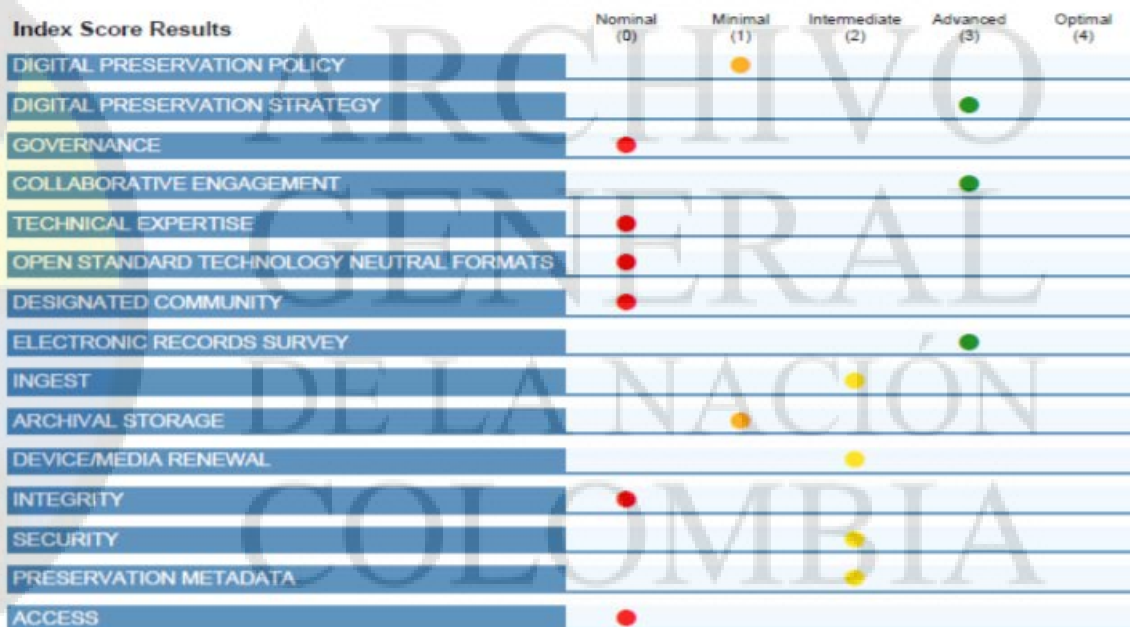 Index Score Results
Nominal (0) Minimal (1) Intermediate (2) Advanced (3) Optimal (4)
DIGITAL PRESERVATION POLICY
DIGITAL PRESERVATION STRATEGY
GOVERNANCE
COLLABORATIVE ENGAGEMENT
TECHNICAL EXPERTISE
OPEN STANDARD TECHNOLOGY NEUTRAL FORMATS
DESIGNATED COMMUNITY
ELECTRONIC RECORDS SURVEY
INGEST
ARCHIVAL STORAGE
DEVICE/MEDIA RENEWAL
INTEGRITY
SECURITY
PRESERVATION METADATA
ACCESS
ARCHIVO
GENERAL
DE LA NACIÓN
COLOMBIA